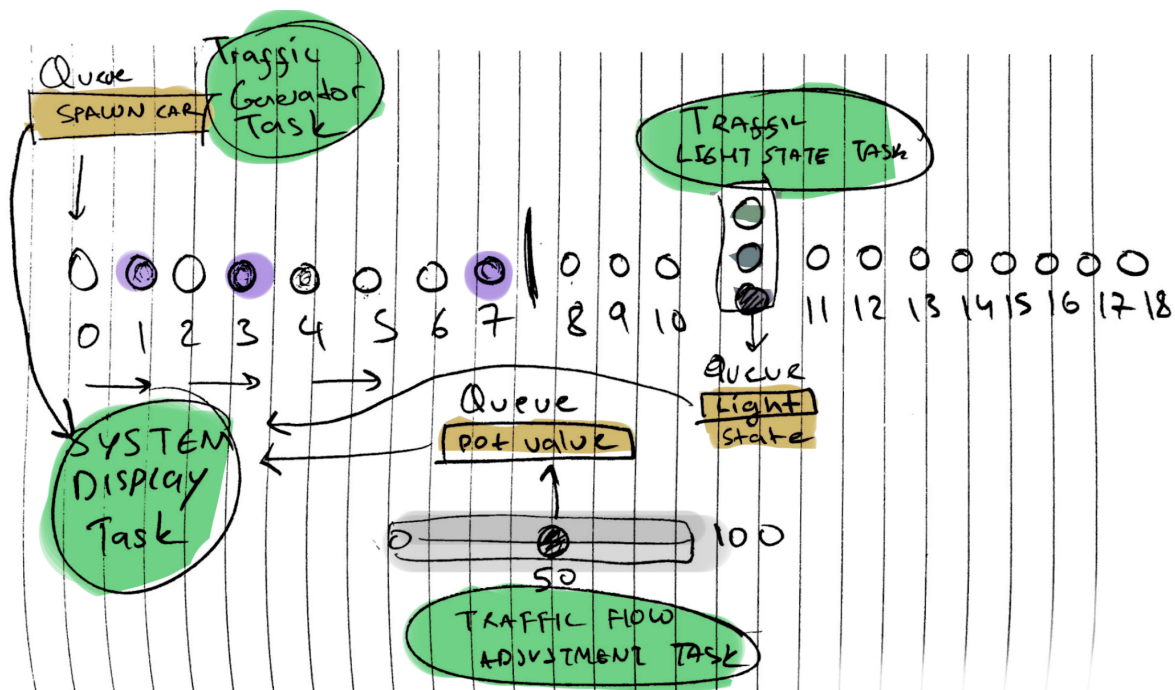 Queue
SPAWN CAR
Traffic
Generator
Task
TRAFFIC
LIGHT STATE TASK
0 1 2 3 4 5 6 7 8 9 10 11 12 13 14 15 16 17 18
Queue
Light
state
Queue
pot value
SYSTEM
DISPLAY
Task
0 100
50
TRAFFIC FLOW
ADJUSTMENT TASK